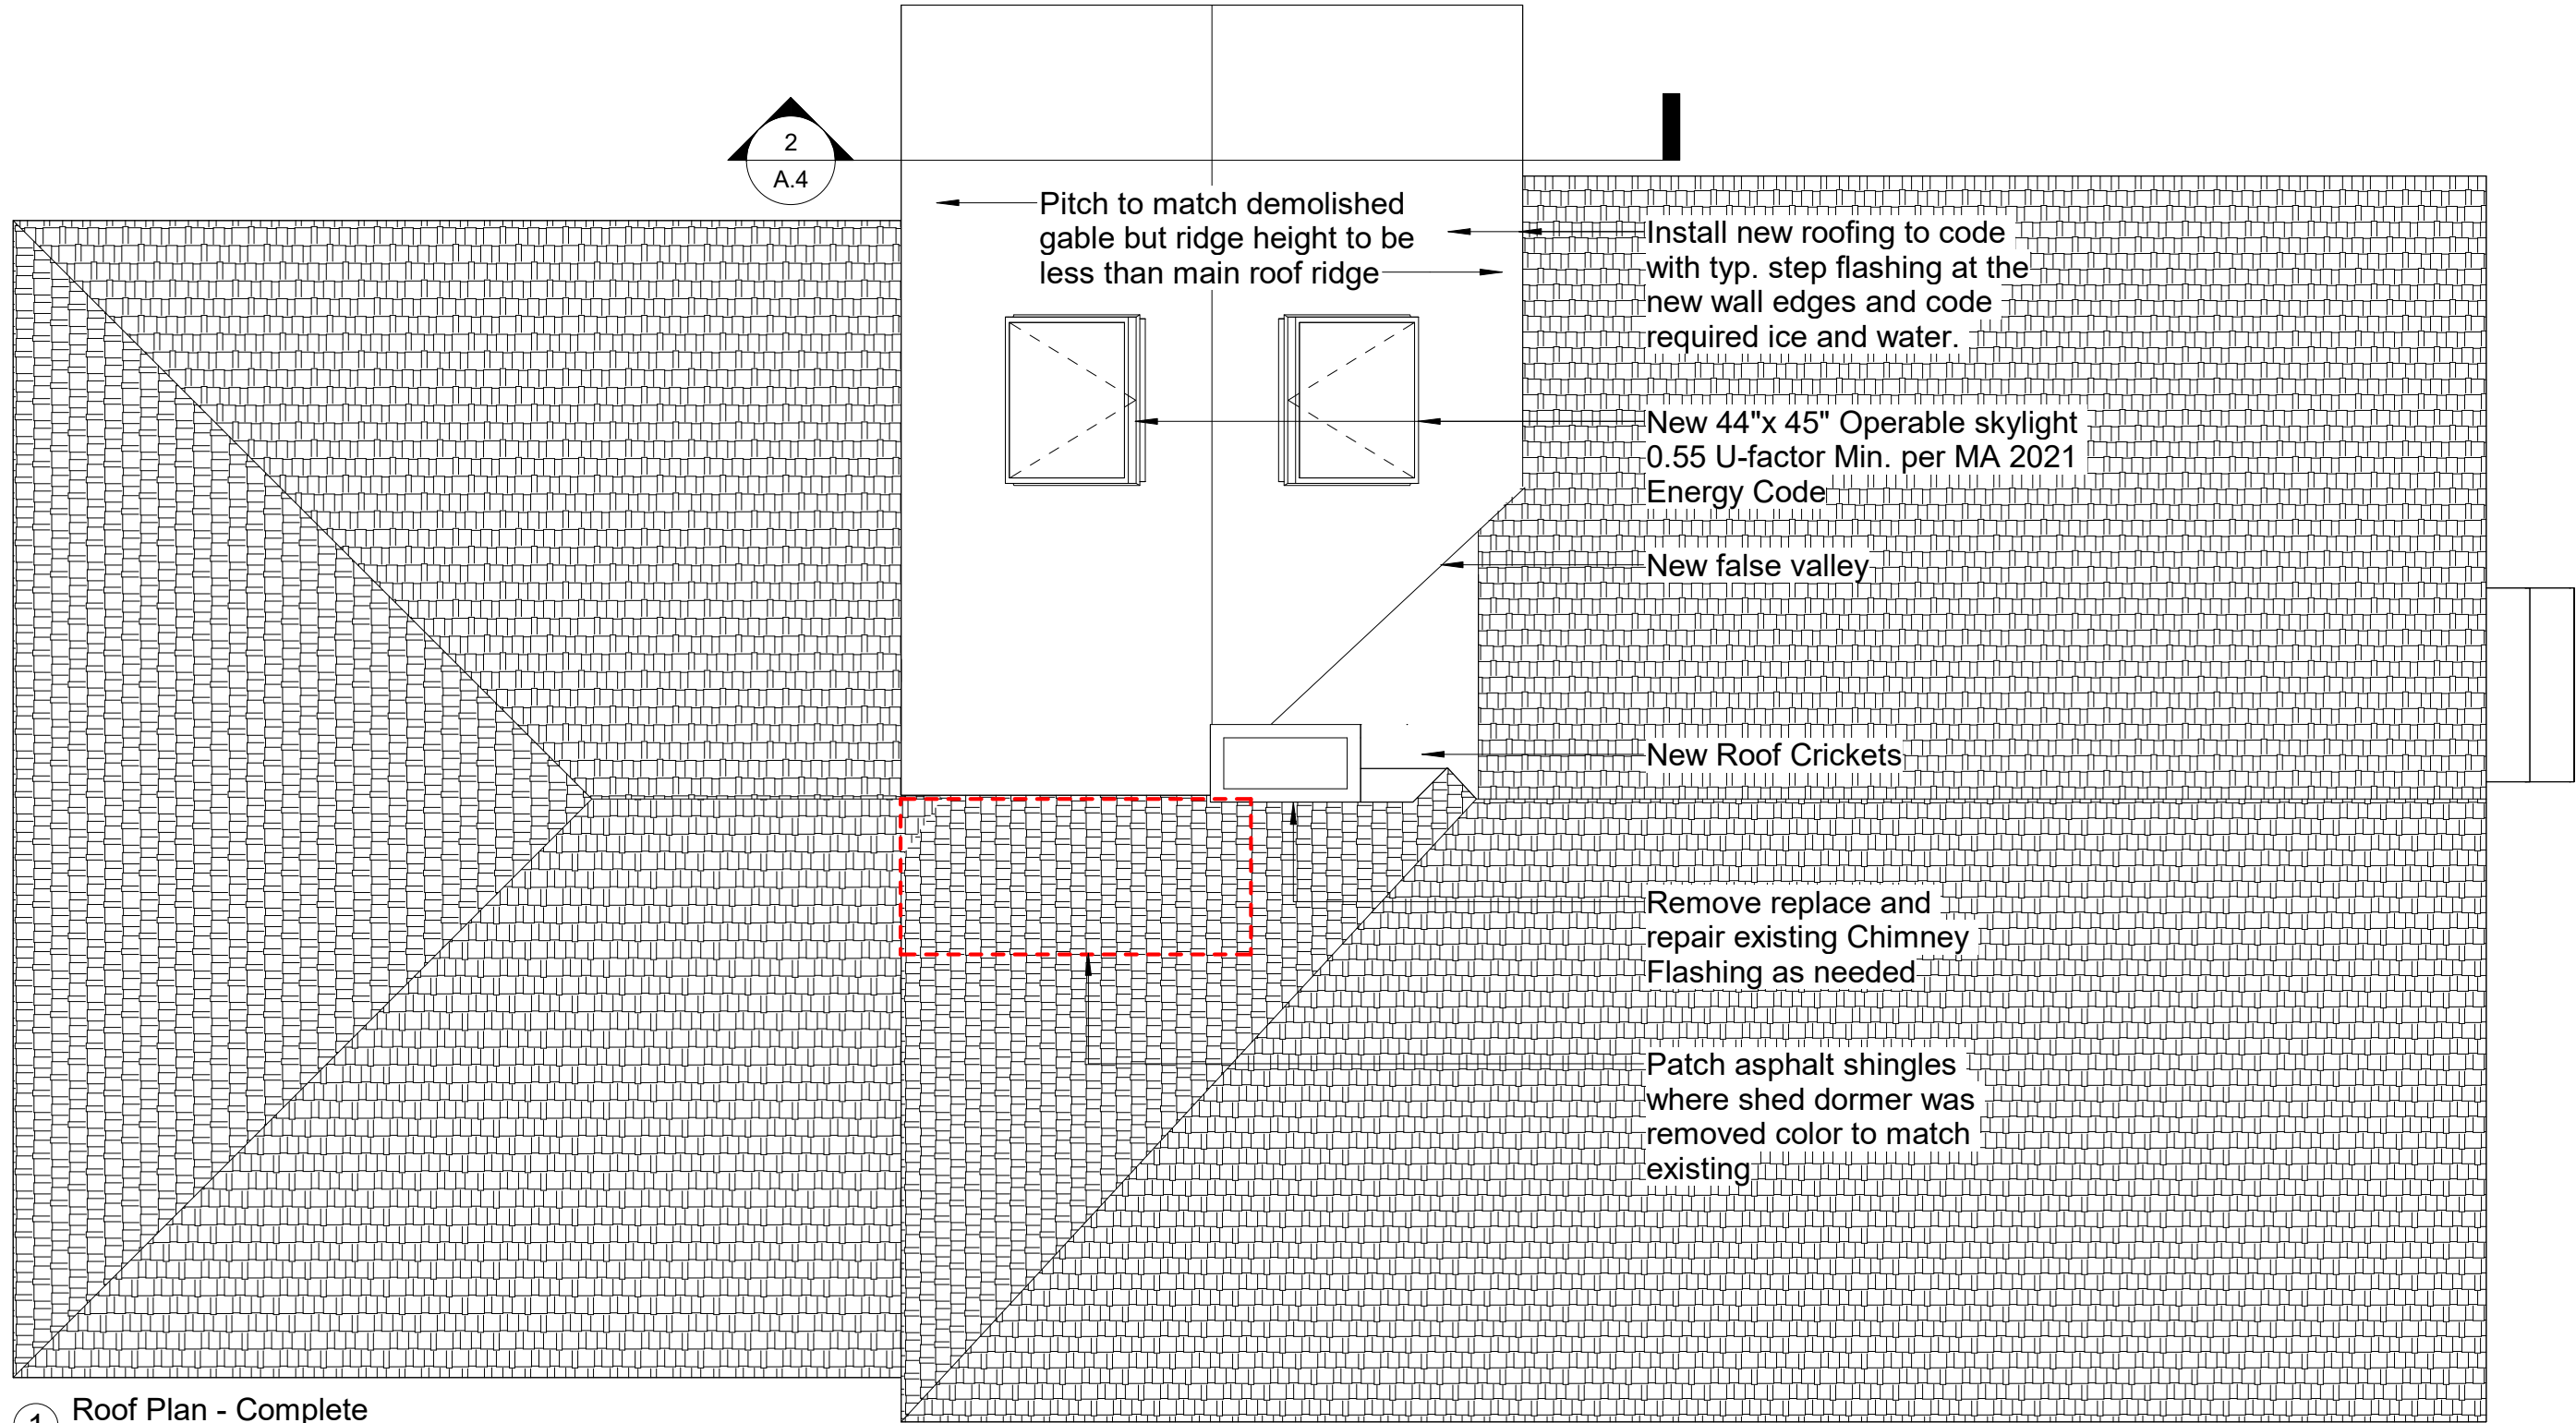 2
A.4
Pitch to match demolished
gable but ridge height to be
less than main roof ridge
Install new roofing to code
with typ. step flashing at the
new wall edges and code
required ice and water.
New 44"x 45" Operable skylight
0.55 U-factor Min. per MA 2021
Energy Code
New false valley
New Roof Crickets
Remove replace and
repair existing Chimney
Flashing as needed
Patch asphalt shingles
where shed dormer was
removed color to match
existing
1
Roof Plan - Complete